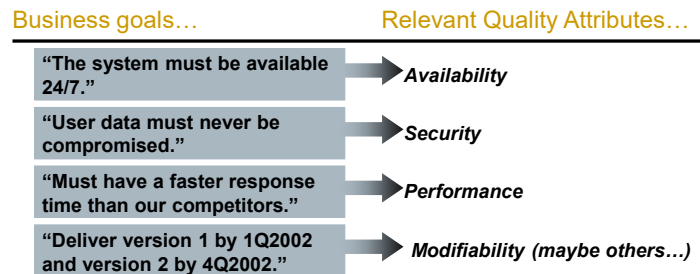 Business goals…
Relevant Quality Attributes…
“The system must be available
24/7.”
Availability
“User data must never be
compromised.”
Security
“Must have a faster response
time than our competitors.”
Performance
“Deliver version 1 by 1Q2002
and version 2 by 4Q2002.”
Modifiability (maybe others…)